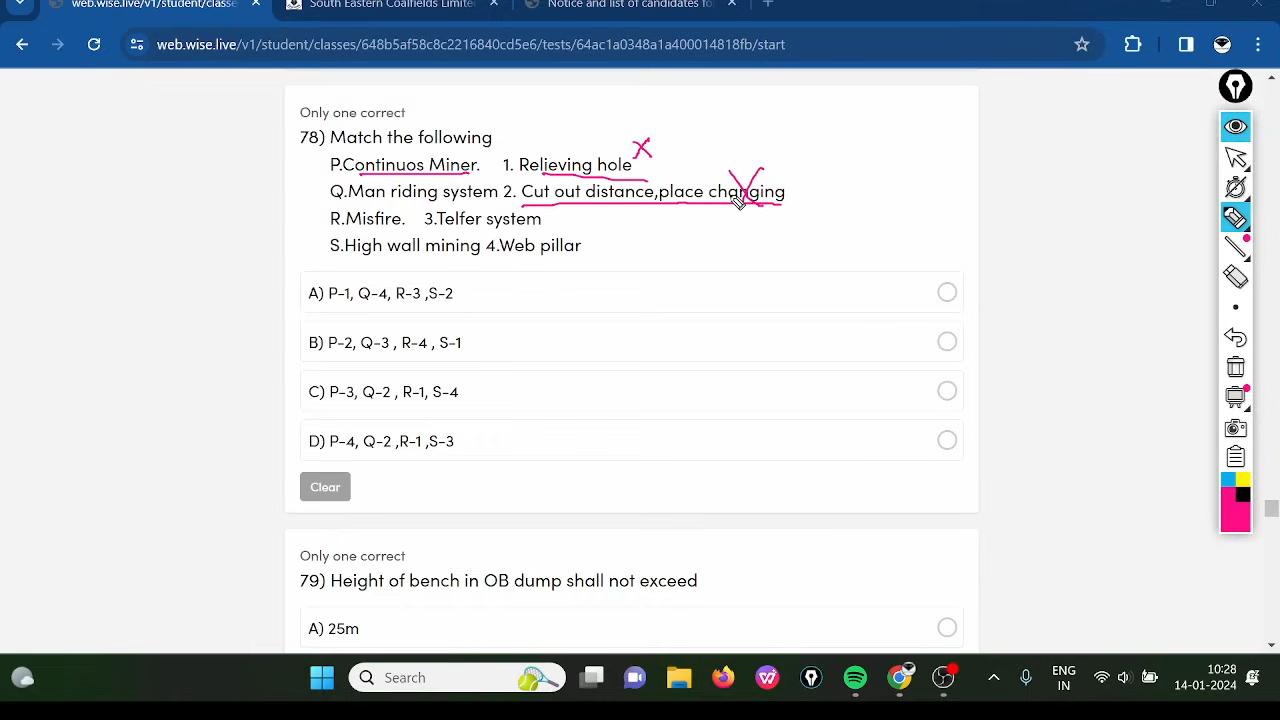 web.wise.live/v1/student/classe
South Eastern Coalfields Limite
Notice and list of candidates fo
web.wise.live/v1/student/classes/648b5af58c8c2216840cd5e6/tests/64ac1a0348a1a400014818fb/start
Only one correct
78) Match the following
P.Continuos Miner. 1. Relieving hole
Q.Man riding system 2. Cut out distance,place changing
R.Misfire. 3.Telfer system
S.High wall mining 4.Web pillar
A) P-1, Q-4, R-3 ,S-2
B) P-2, Q-3 , R-4 , S-1
C) P-3, Q-2 , R-1, S-4
D) P-4, Q-2 ,R-1 ,S-3
Clear
Only one correct
79) Height of bench in OB dump shall not exceed
A) 25m
Search
ENG
IN
10:28
14-01-2024